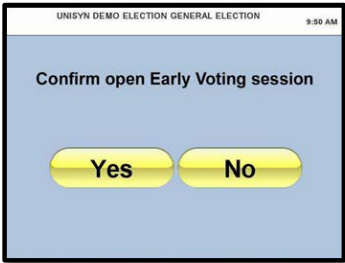 UNISYN DEMO ELECTION GENERAL ELECTION
9:50 AM
Confirm open Early Voting session
Yes No